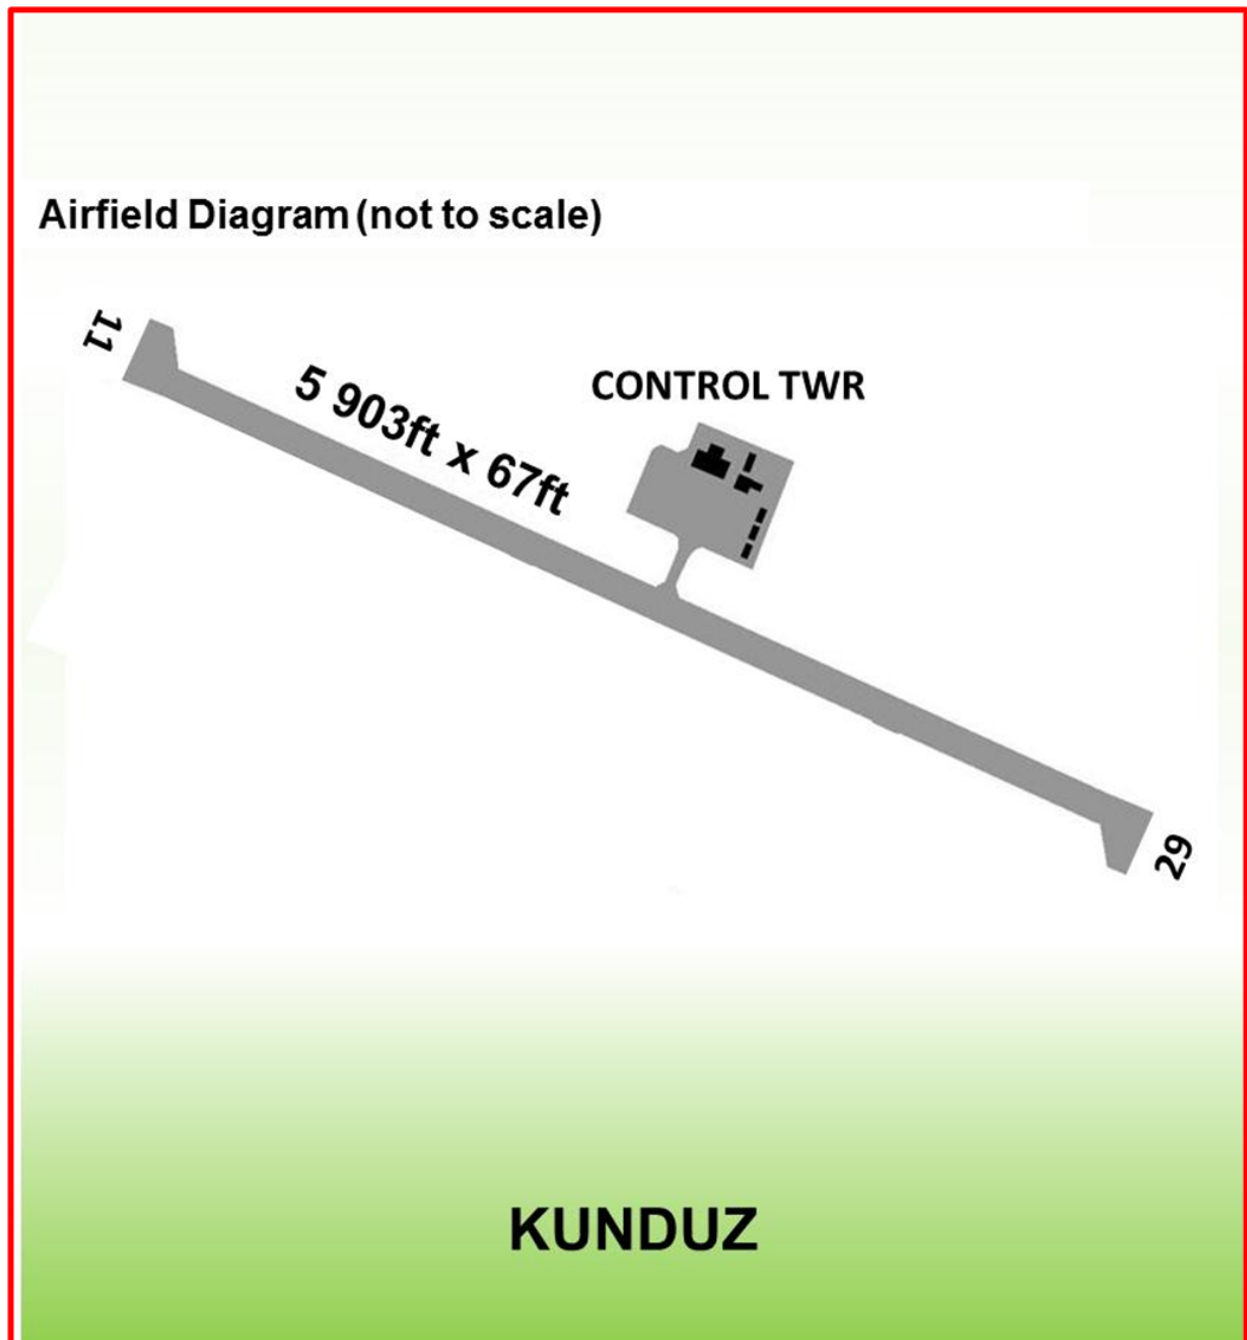 Airfield Diagram (not to scale)
11
5 903ft x 67ft
CONTROL TWR
29
KUNDUZ